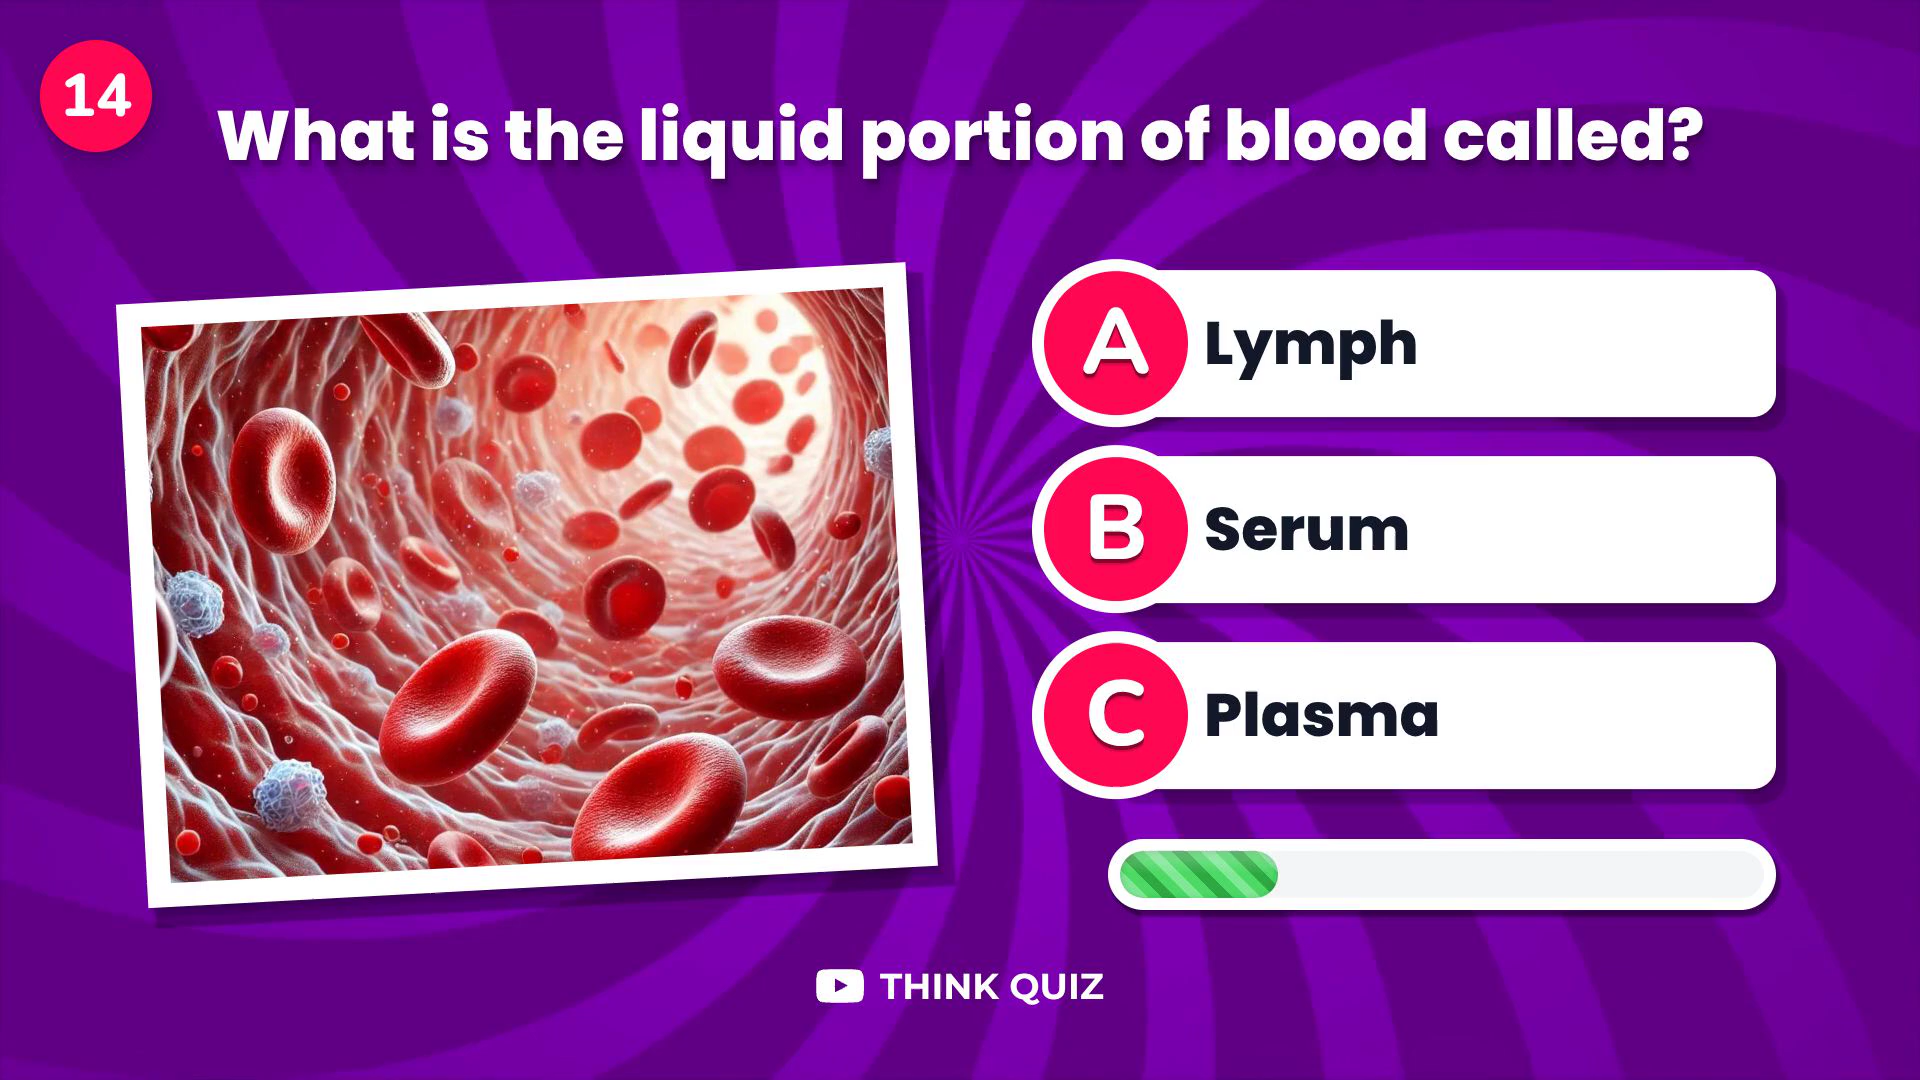 14
What is the liquid portion of blood called?
A Lymph
B Serum
C Plasma
THINK QUIZ